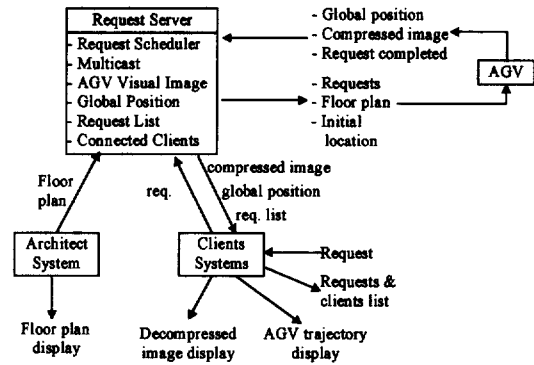 Request Server
- Request Scheduler
- Multicast
- AGV Visual Image
- Global Position
- Request List
- Connected Clients
- Global position
- Compressed image
- Request completed
AGV
- Requests
- Floor plan
- Initial
location
Floor
plan
req.
compressed image
global position
req. list
Architect
System
Clients
Systems
Request
Requests &
clients list
Floor plan
display
Decompressed
image display
AGV trajectory
display